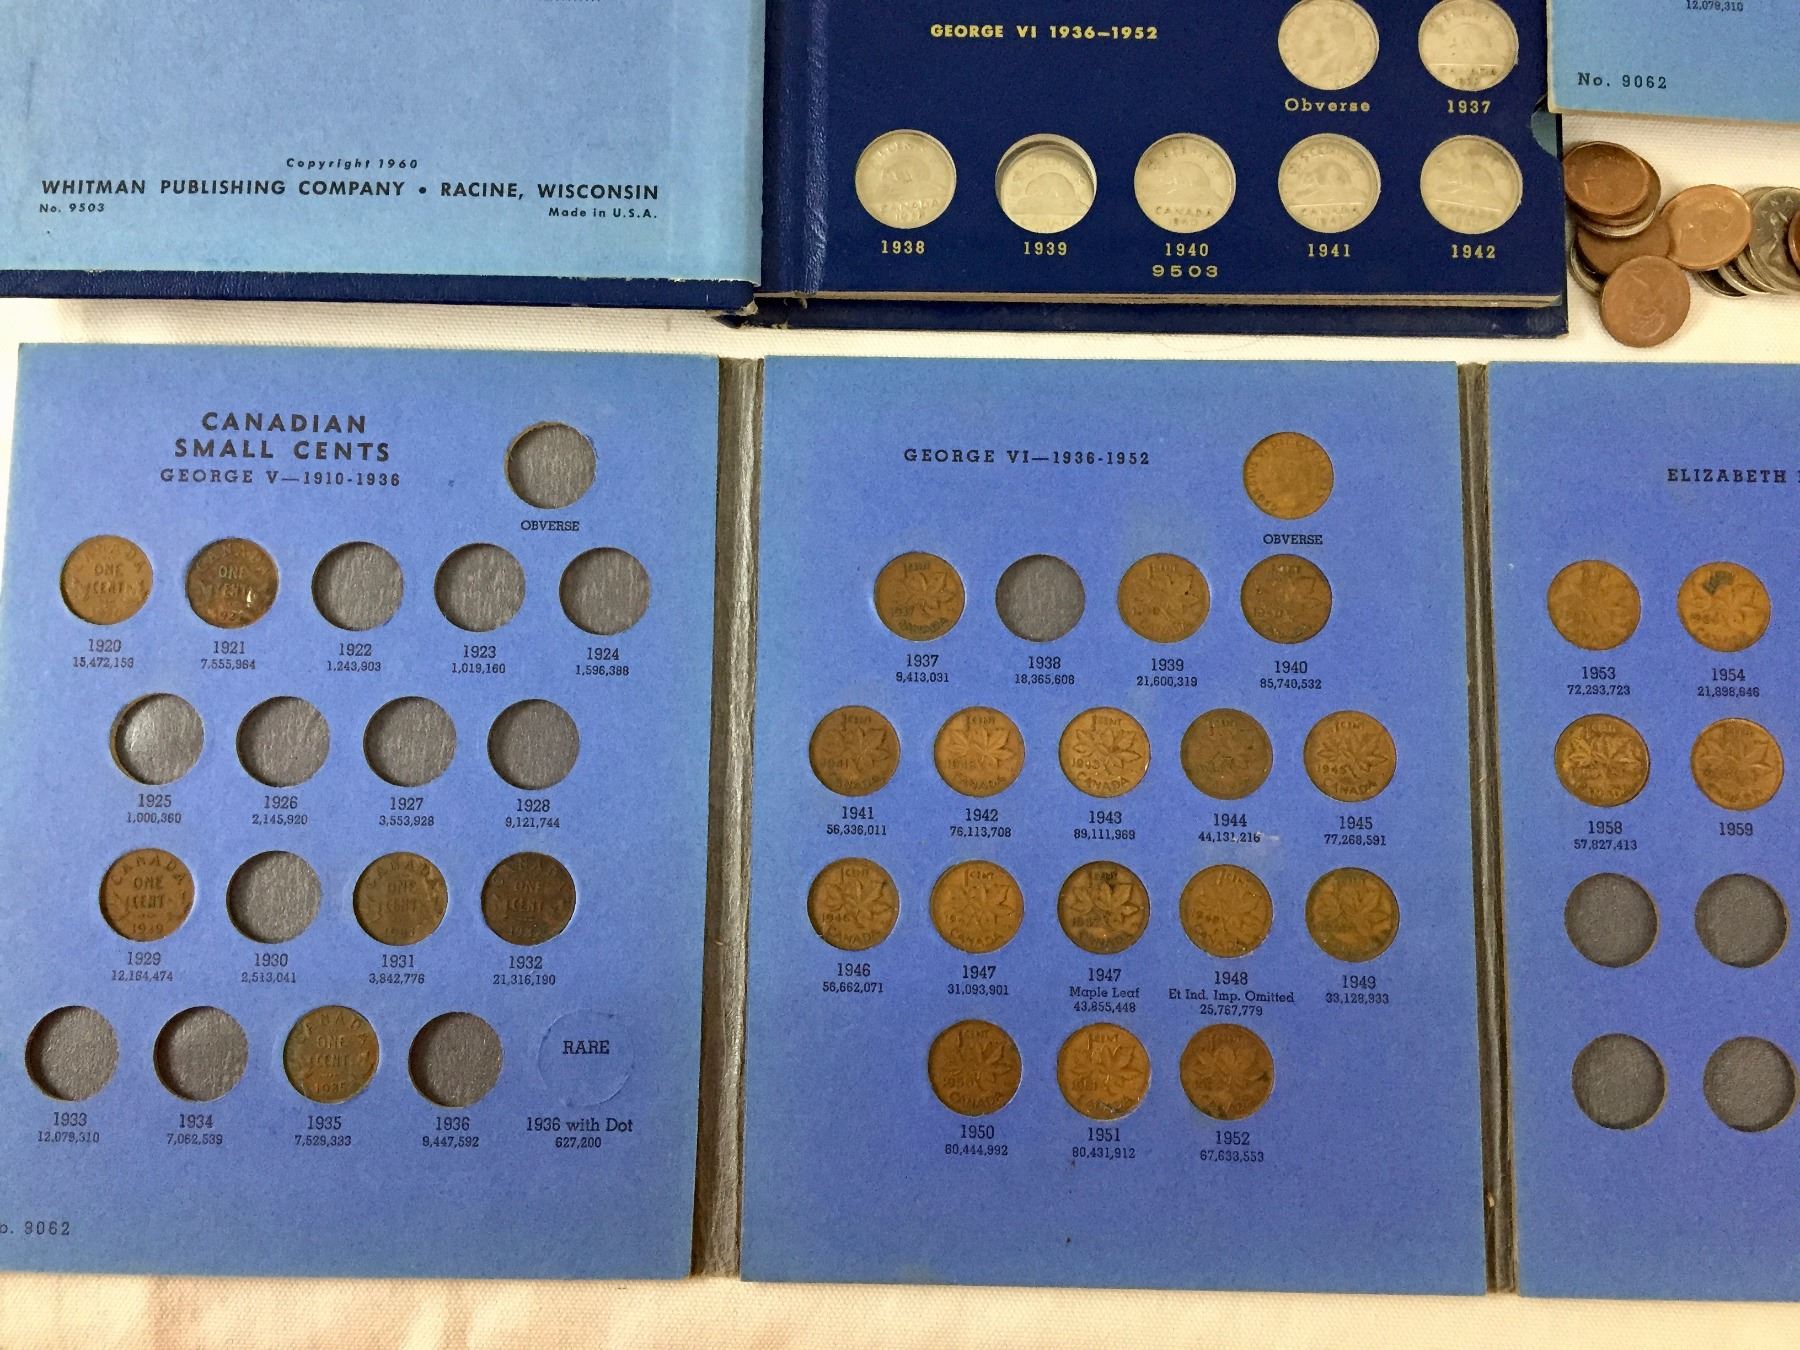 Copyright 1960
WHITMAN PUBLISHING COMPANY • RACINE, WISCONSIN
No. 9503
Made in U.S.A.
GEORGE VI 1936–1952
Obverse
1937
1938
1939
1940
1941
1942
9503
12,079,310
No. 9062
CANADIAN
SMALL CENTS
GEORGE V—1910-1936
OBVERSE
1920 1921 1922 1923 1924
15,472,159 7,555,964 1,243,903 1,019,160 1,596,388
1925 1926 1927 1928
1,000,360 2,145,920 3,553,928 9,121,744
1929 1930 1931 1932
12,164,474 2,513,041 3,842,776 21,316,190
RARE
1933 1934 1935 1936 1936 with Dot
12,079,310 7,062,539 7,529,333 9,447,592 627,200
o. 9062
GEORGE VI—1936-1952
OBVERSE
1937 1938 1939 1940
9,413,031 18,365,608 21,600,319 85,740,532
1941 1942 1943 1944 1945
56,336,011 76,113,708 89,111,969 44,131,216 77,268,591
1946 1947 1947 1948 1949
56,662,071 31,093,901 Maple Leaf Et Ind. Imp. Omitted 33,128,933
43,855,448 25,767,779
1950 1951 1952
60,444,992 80,431,912 67,633,553
ELIZABETH
1953 1954
72,293,723 21,898,646
1958 1959
57,827,413